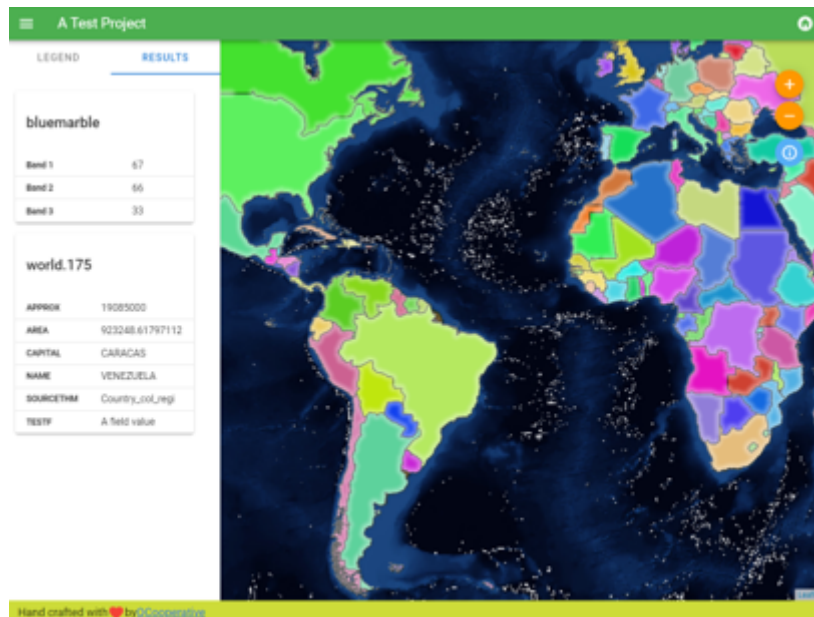 A Test Project
LEGEND RESULTS
bluemarble
Band 1 67
Band 2 66
Band 3 33
world.175
APPROX 19085000
AREA 923248.61797112
CAPITAL CARACAS
NAME VENEZUELA
SOURCETHM Country_col_regi
TESTF A field value
Hand crafted with ❤ by QCooperative